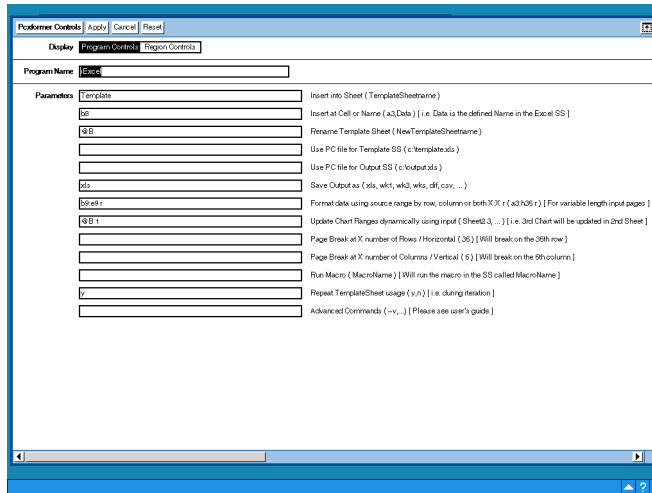 Pcxformer Controls Apply Cancel Reset
Display Program Controls Region Controls
Program Name }Excel
Parameters Template Insert into Sheet ( TemplateSheetname )
b8 Insert at Cell or Name ( a3,Data ) [ i.e. Data is the defined Name in the Excel SS ]
@B Rename Template Sheet ( NewTemplateSheetname )
Use PC file for Template SS ( c:\template.xls )
Use PC file for Output SS ( c:\output.xls )
xls Save Output as ( xls, wk1, wk3, wks, dif, csv, ... )
b9:e9 r Format data using source range by row, column or both X:X r ( a3:h36 r ) [ For variable length input pages ]
@B 1 Update Chart Ranges dynamically using input ( Sheet2 3, ... ) [ i.e. 3rd Chart will be updated in 2nd Sheet ]
Page Break at X number of Rows / Horizontal ( 36 ) [ Will break on the 36th row ]
Page Break at X number of Columns / Vertical ( 5 ) [ Will break on the 5th column ]
Run Macro ( MacroName ) [ Will run the macro in the SS called MacroName ]
y Repeat TemplateSheet usage ( y,n ) [ i.e. during iteration ]
Advanced Commands ( –v,...) [ Please see user's guide ]
?